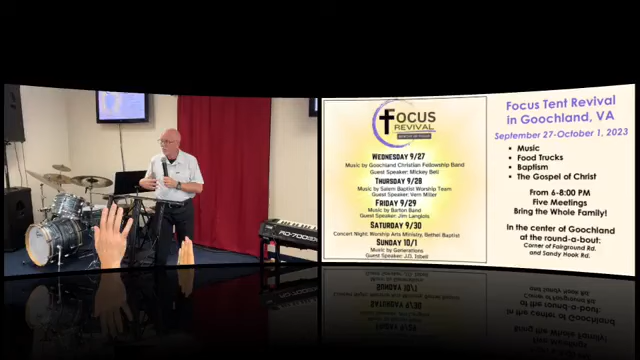 FOCUS
REVIVAL
WEDNESDAY 9/27
Music by Goochland Christian Fellowship Band
Guest Speaker: Mickey Bell
THURSDAY 9/28
Music by Salem Baptist Worship Team
Guest Speaker: Vern Miller
FRIDAY 9/29
Music by Barton Band
Guest Speaker: Jim Langlois
SATURDAY 9/30
Concert Night: Worship Arts Ministry, Bethel Baptist
SUNDAY 10/1
Music by Generations
Guest Speaker: J.D. Isbell
Focus Tent Revival
in Goochland, VA
September 27-October 1, 2023
• Music
• Food Trucks
• Baptism
• The Gospel of Christ
From 6-8:00 PM
Five Meetings
Bring the Whole Family!
In the center of Goochland
at the round-a-bout:
Corner of Fairground Rd.
and Sandy Hook Rd.